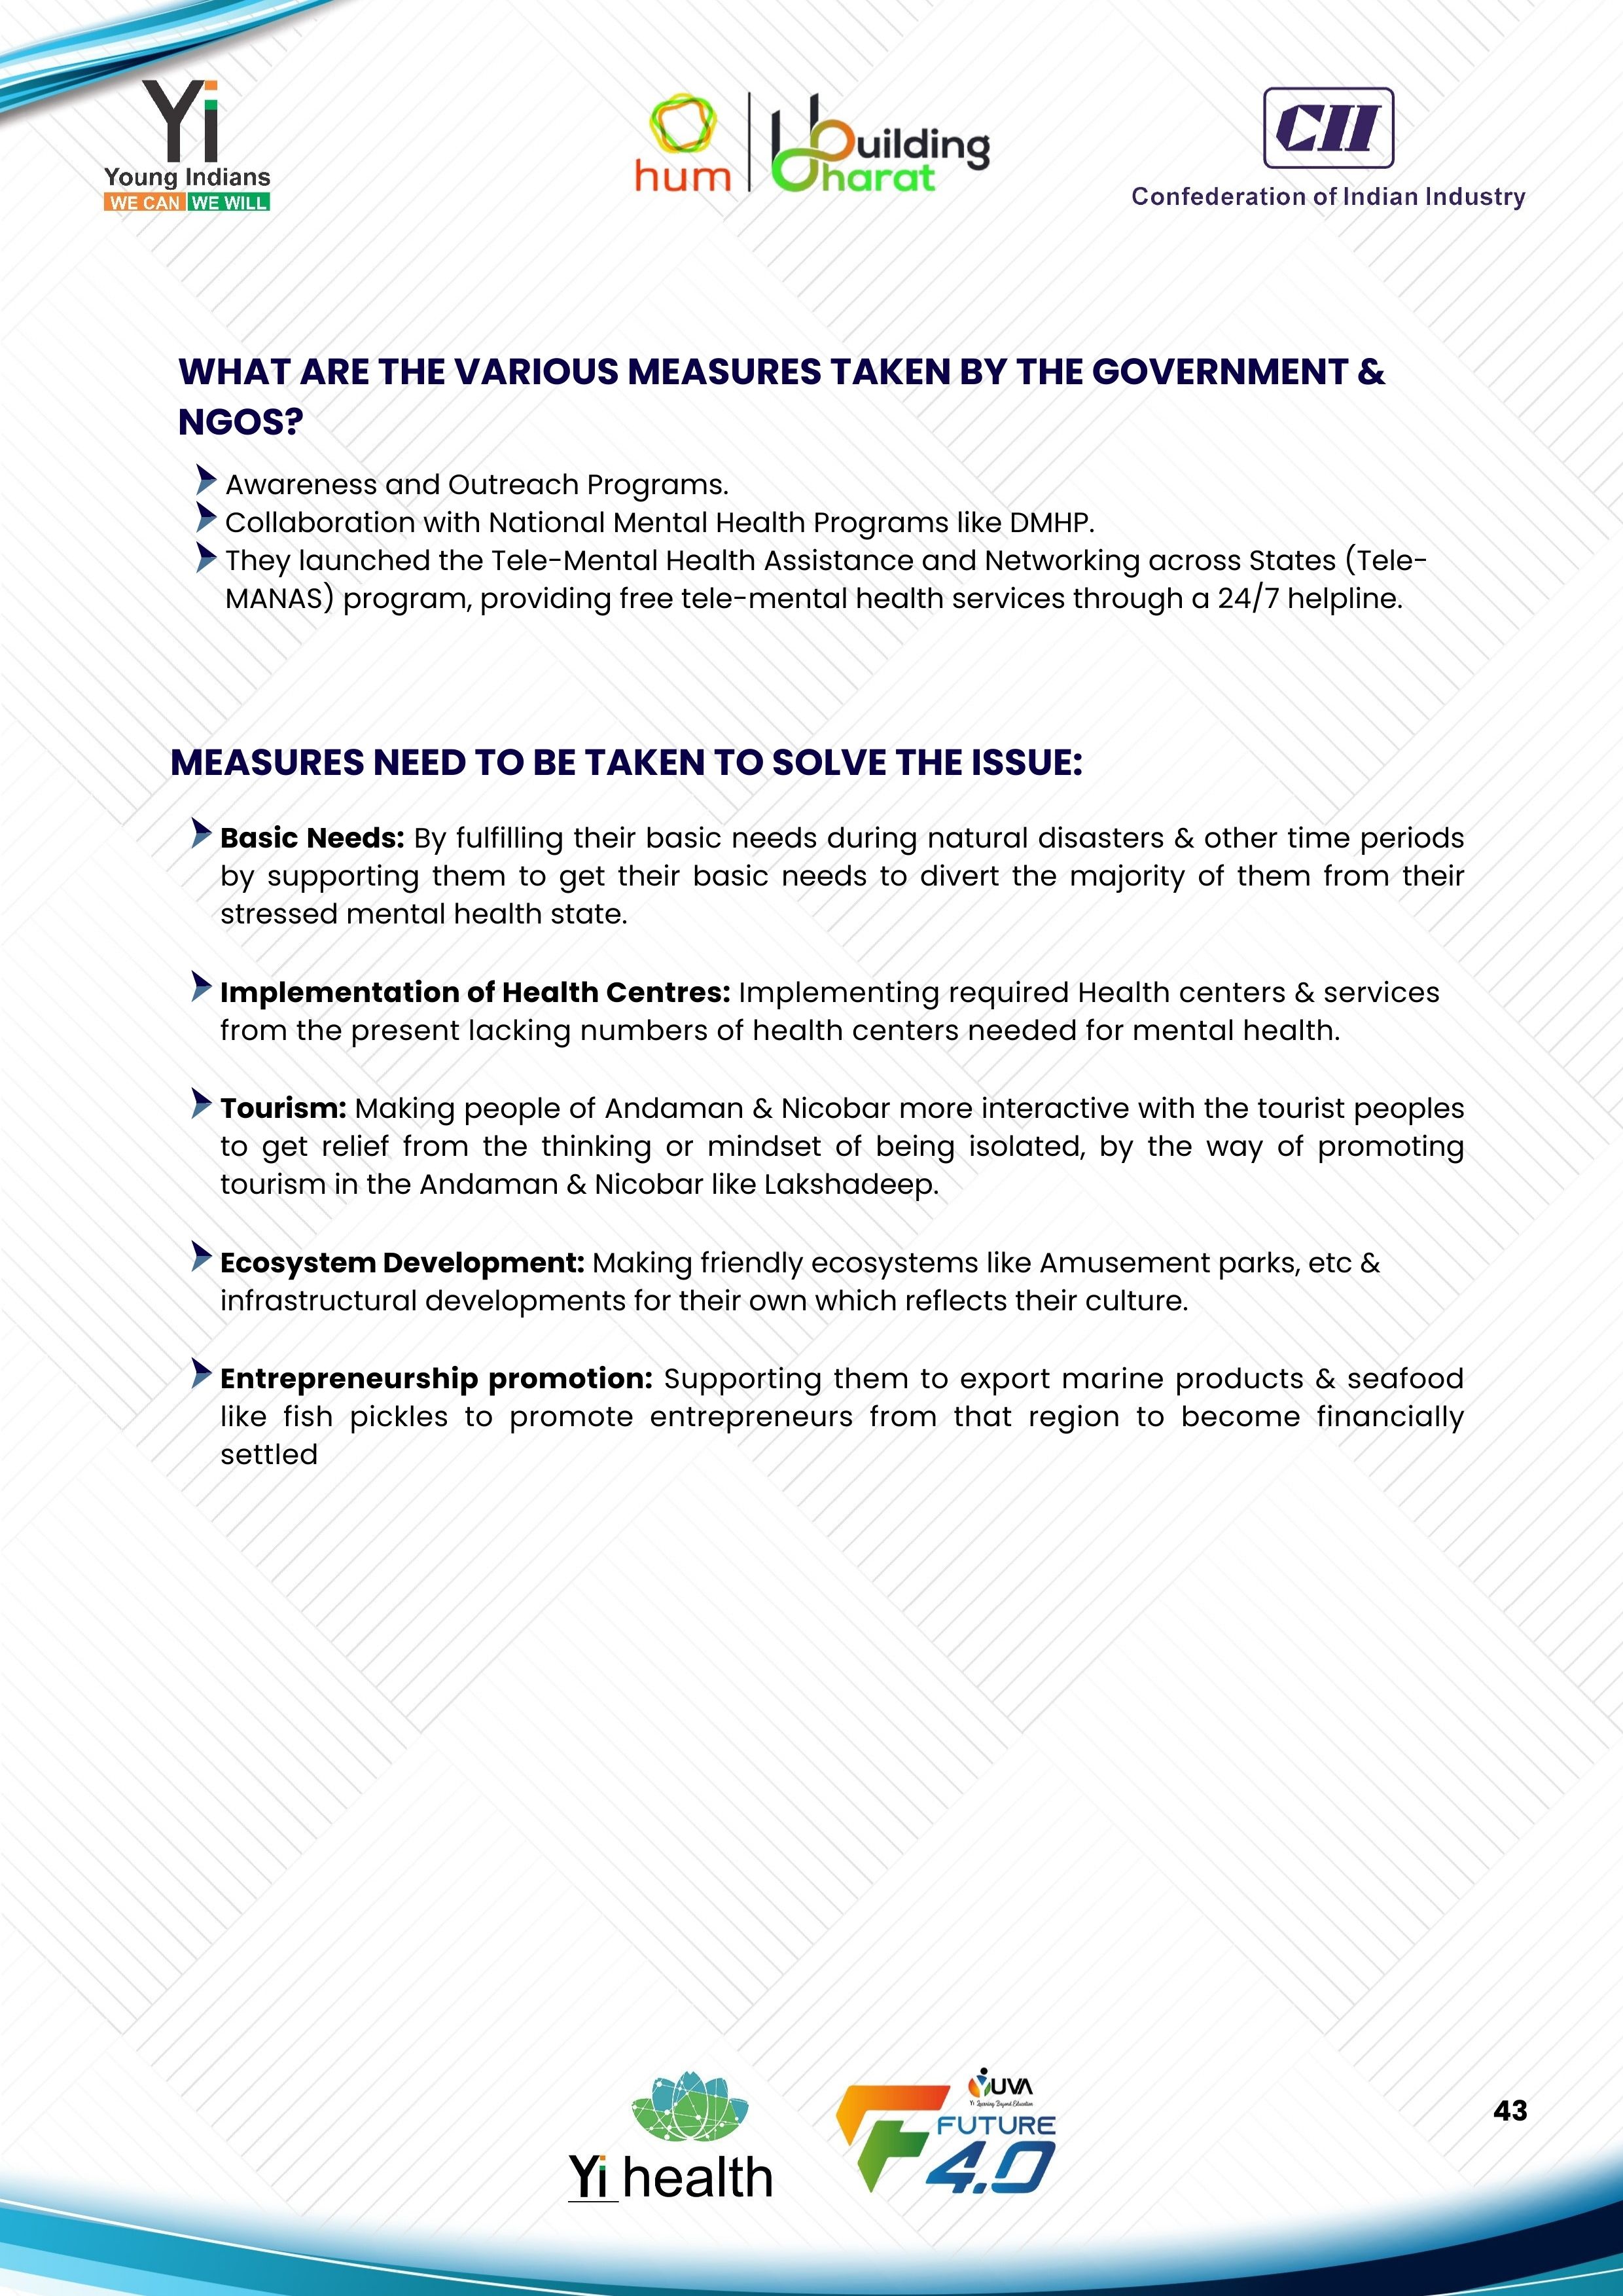 Yi
Young Indians
WE CAN WE WILL
hum
Building
Bharat
CII
Confederation of Indian Industry
WHAT ARE THE VARIOUS MEASURES TAKEN BY THE GOVERNMENT &
NGOS?
Awareness and Outreach Programs.
Collaboration with National Mental Health Programs like DMHP.
They launched the Tele-Mental Health Assistance and Networking across States (Tele-
MANAS) program, providing free tele-mental health services through a 24/7 helpline.
MEASURES NEED TO BE TAKEN TO SOLVE THE ISSUE:
Basic Needs: By fulfilling their basic needs during natural disasters & other time periods
by supporting them to get their basic needs to divert the majority of them from their
stressed mental health state.
Implementation of Health Centres: Implementing required Health centers & services
from the present lacking numbers of health centers needed for mental health.
Tourism: Making people of Andaman & Nicobar more interactive with the tourist peoples
to get relief from the thinking or mindset of being isolated, by the way of promoting
tourism in the Andaman & Nicobar like Lakshadeep.
Ecosystem Development: Making friendly ecosystems like Amusement parks, etc &
infrastructural developments for their own which reflects their culture.
Entrepreneurship promotion: Supporting them to export marine products & seafood
like fish pickles to promote entrepreneurs from that region to become financially
settled
Yi health
YUVA
Yi Learning Beyond Education
FUTURE
4.0
43